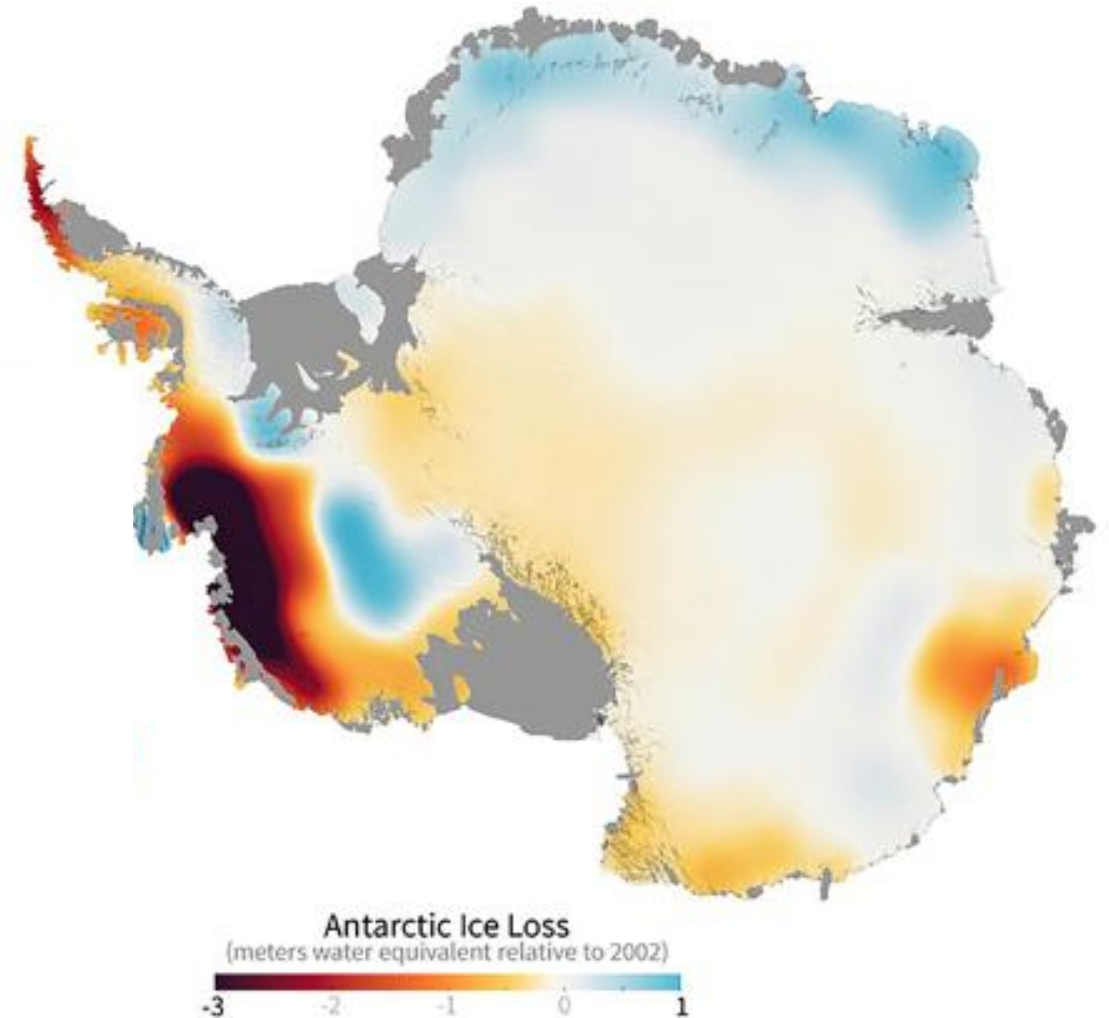 Antarctic Ice Loss
(meters water equivalent relative to 2002)
-3 -2 -1 0 1